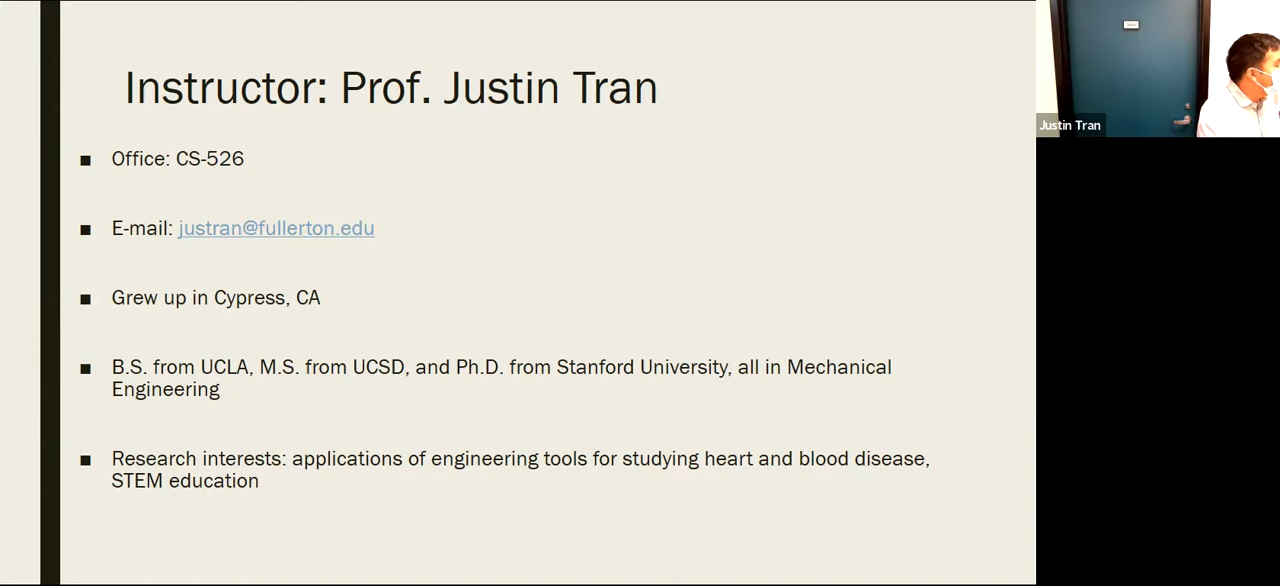 Instructor: Prof. Justin Tran
■ Office: CS-526
■ E-mail: justran@fullerton.edu
■ Grew up in Cypress, CA
■ B.S. from UCLA, M.S. from UCSD, and Ph.D. from Stanford University, all in Mechanical
Engineering
■ Research interests: applications of engineering tools for studying heart and blood disease,
STEM education
Justin Tran